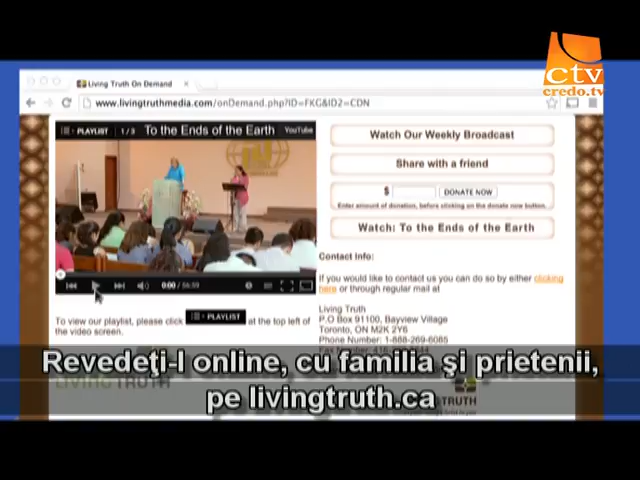 ctv
credo.tv
Living Truth On Demand
www.livingtruthmedia.com/onDemand.php?ID=FKG&ID2=CDN
PLAYLIST 1/3 To the Ends of the Earth YouTube
0:00 / 56:59
To view our playlist, please click PLAYLIST at the top left of
the video screen.
Watch Our Weekly Broadcast
Share with a friend
$ DONATE NOW
Enter amount of donation, before clicking on the donate now button.
Watch: To the Ends of the Earth
Contact Info:
If you would like to contact us you can do so by either clicking
here or through regular mail at
Living Truth
P.O Box 91100, Bayview Village
Toronto, ON M2K 2Y6
Phone Number: 1-888-269-6085
Revedeţi-l online, cu familia şi prietenii,
pe livingtruth.ca
LIVING TRUTH